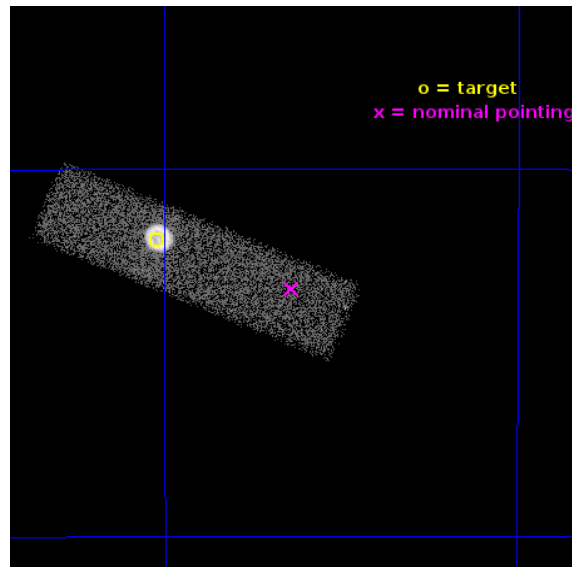 o = target
x = nominal pointing